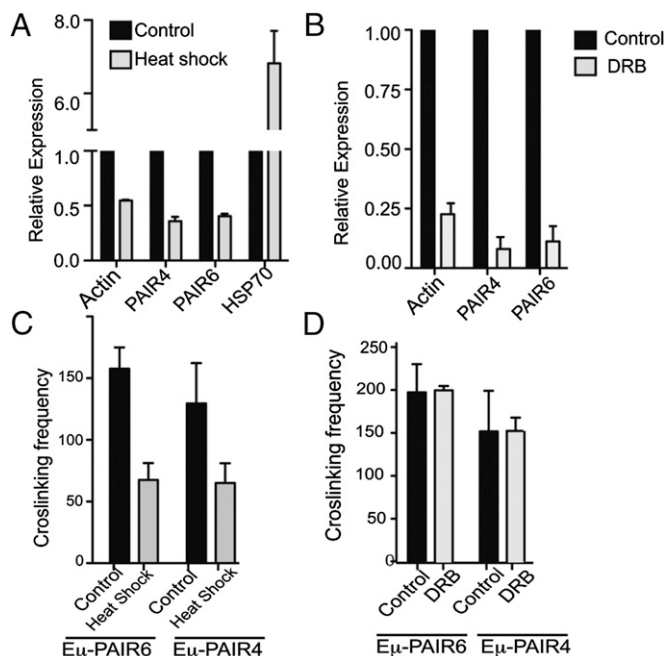 A
8.0
6.0
1.0
0.5
0.0
Relative Expression
Control
Heat shock
Actin
PAIR4
PAIR6
HSP70
B
1.00
0.75
0.50
0.25
0.00
Relative Expression
Control
DRB
Actin
PAIR4
PAIR6
C
150
100
50
0
Croslinking frequency
Control
Heat Shock
Control
Heat Shock
Eμ-PAIR6
Eμ-PAIR4
D
250
200
150
100
50
0
Croslinking frequency
Control
DRB
Control
DRB
Eμ-PAIR6
Eμ-PAIR4